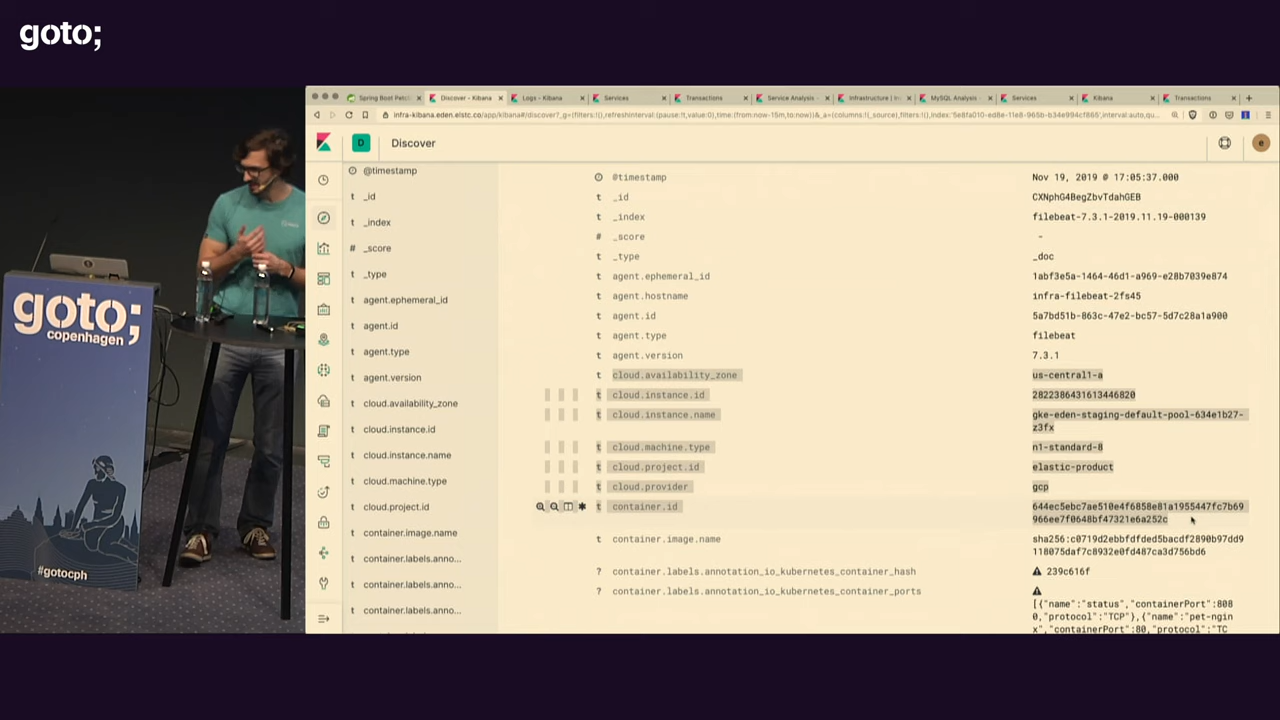 goto;
Spring Boot Petc
Discover - Kibana
Logs - Kibana
Services
Transactions
Service Analysis -
Infrastructure | In
MySQL Analysis -
Services
Kibana
Transactions
D
Discover
e
@timestamp
t _id
t _index
# _score
t _type
t agent.ephemeral_id
t agent.id
t agent.type
t agent.version
t cloud.availability_zone
t cloud.instance.id
t cloud.instance.name
t cloud.machine.type
t cloud.project.id
t container.image.name
t container.labels.anno...
t container.labels.anno...
t container.labels.anno...
@timestamp Nov 19, 2019 @ 17:05:37.000
t _id CXNphG4BegZbvTdahGEB
t _index filebeat-7.3.1-2019.11.19-000139
# _score -
t _type _doc
t agent.ephemeral_id 1abf3e5a-1464-46d1-a969-e28b7039e874
t agent.hostname infra-filebeat-2fs45
t agent.id 5a7bd51b-863c-47e2-bc57-5d7c28a1a900
t agent.type filebeat
t agent.version 7.3.1
t cloud.availability_zone us-central1-a
t cloud.instance.id 2822386431613446820
t cloud.instance.name gke-eden-staging-default-pool-634e1b27-
z3fx
t cloud.machine.type n1-standard-8
t cloud.project.id elastic-product
t cloud.provider gcp
t container.id 644ec5ebc7ae510e4f6858e81a1955447fc7b69
966ee7f0648bf47321e6a252c
t container.image.name sha256:c0719d2ebbfdfded5bacdf2890b97dd9
118075daf7c8932e0fd487ca3d756bd6
? container.labels.annotation_io_kubernetes_container_hash 239c616f
? container.labels.annotation_io_kubernetes_container_ports
[{"name":"status","containerPort":808
0,"protocol":"TCP"},{"name":"pet-ngin
x","containerPort":80,"protocol":"TC
goto;
copenhagen
#gotocph